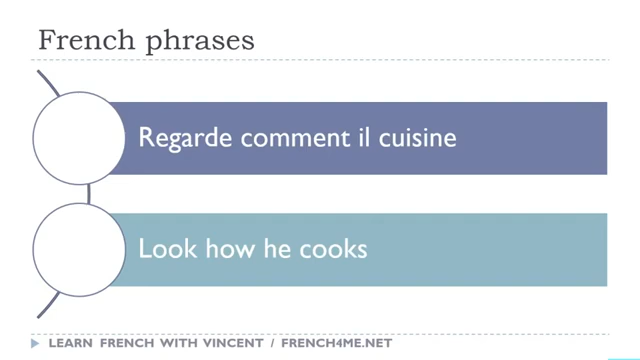 French phrases
Regarde comment il cuisine
Look how he cooks
LEARN FRENCH WITH VINCENT / FRENCH4ME.NET